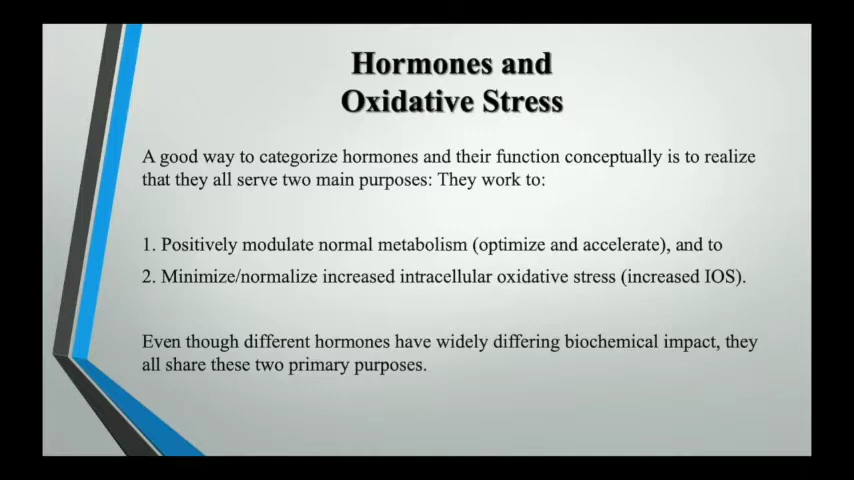 Hormones and
Oxidative Stress
A good way to categorize hormones and their function conceptually is to realize
that they all serve two main purposes: They work to:
1. Positively modulate normal metabolism (optimize and accelerate), and to
2. Minimize/normalize increased intracellular oxidative stress (increased IOS).
Even though different hormones have widely differing biochemical impact, they
all share these two primary purposes.